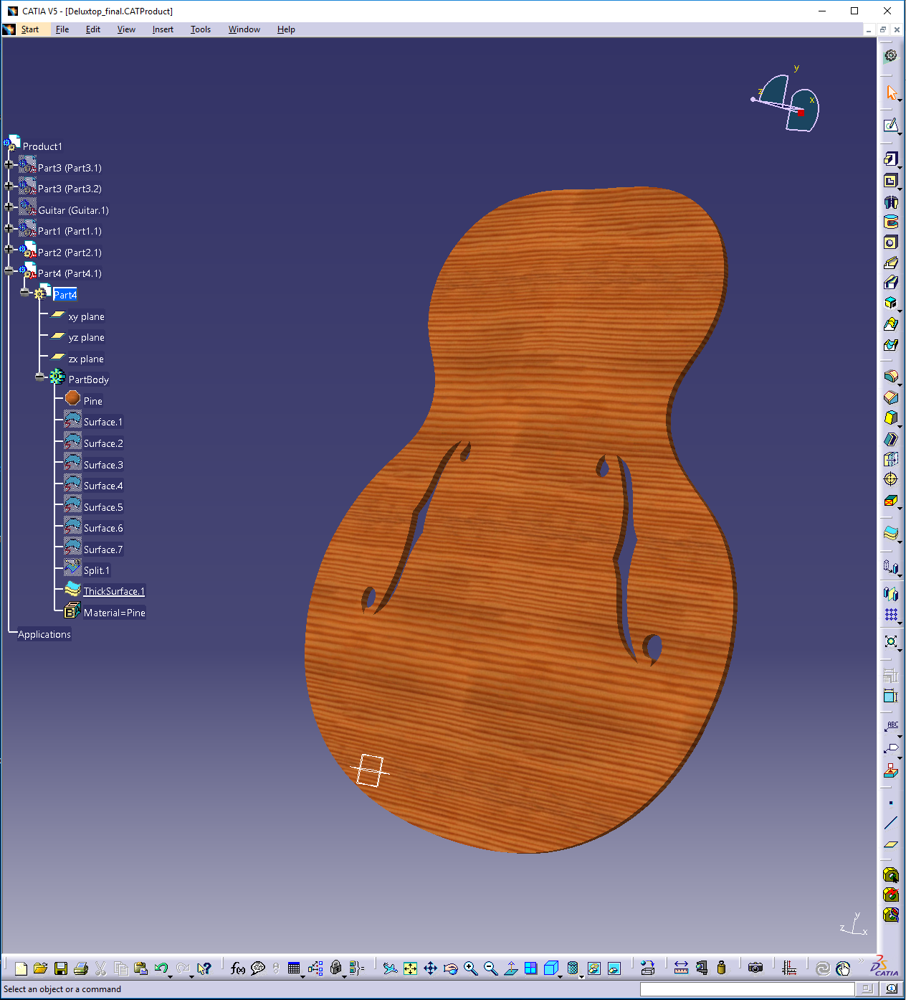 CATIA V5 - [Deluxtop_final.CATProduct]
Start File Edit View Insert Tools Window Help
y
z
x
Product1
Part3 (Part3.1)
Part3 (Part3.2)
Guitar (Guitar.1)
Part1 (Part1.1)
Part2 (Part2.1)
Part4 (Part4.1)
Part4
xy plane
yz plane
zx plane
PartBody
Pine
Surface.1
Surface.2
Surface.3
Surface.4
Surface.5
Surface.6
Surface.7
Split.1
ThickSurface.1
B Material=Pine
Applications
ABC
y
z x
f(x)
CATIA
Select an object or a command